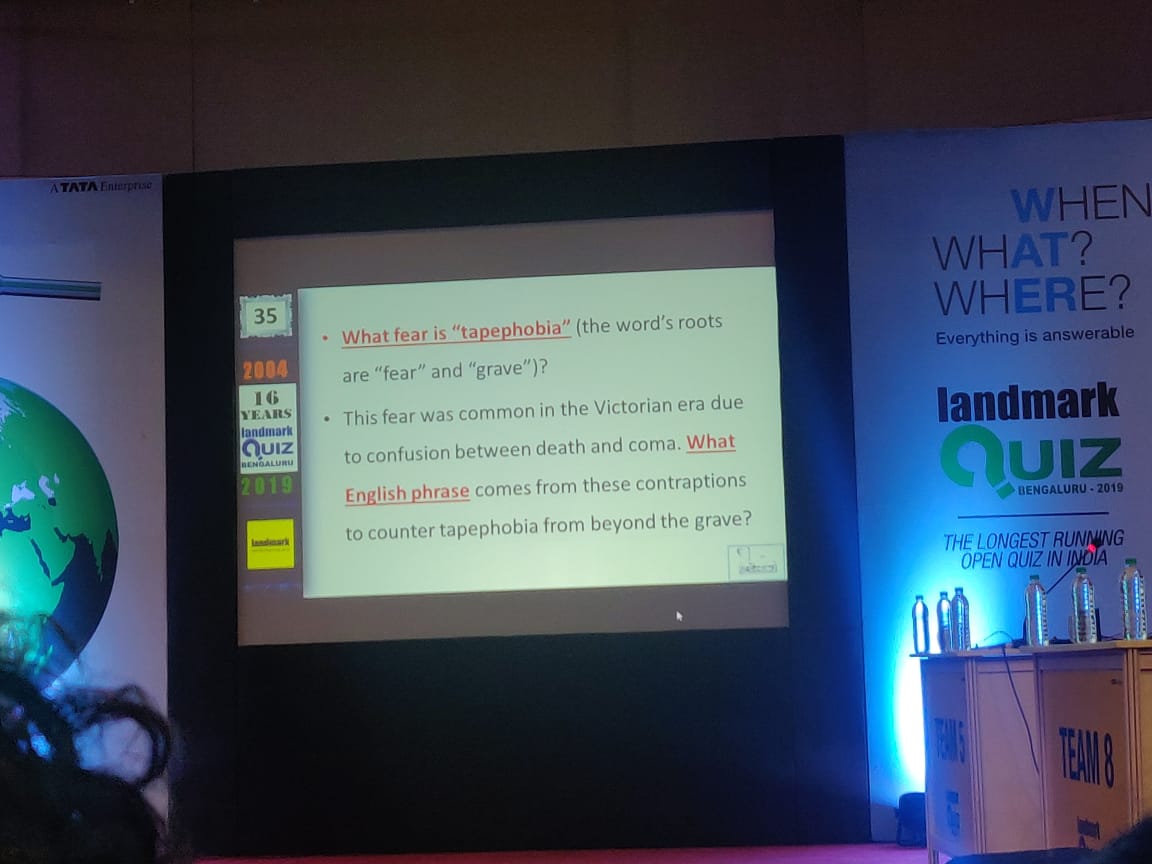 A TATA Enterprise
35
2004
16
YEARS
landmark
QUIZ
BENGALURU
2019
landmark
• What fear is “tapephobia” (the word’s roots
are “fear” and “grave”)?
• This fear was common in the Victorian era due
to confusion between death and coma. What
English phrase comes from these contraptions
to counter tapephobia from beyond the grave?
WHEN
WHAT?
WHERE?
Everything is answerable
landmark
QUIZ
BENGALURU - 2019
THE LONGEST RUNNING
OPEN QUIZ IN INDIA
TEAM 5
TEAM 8
landmark